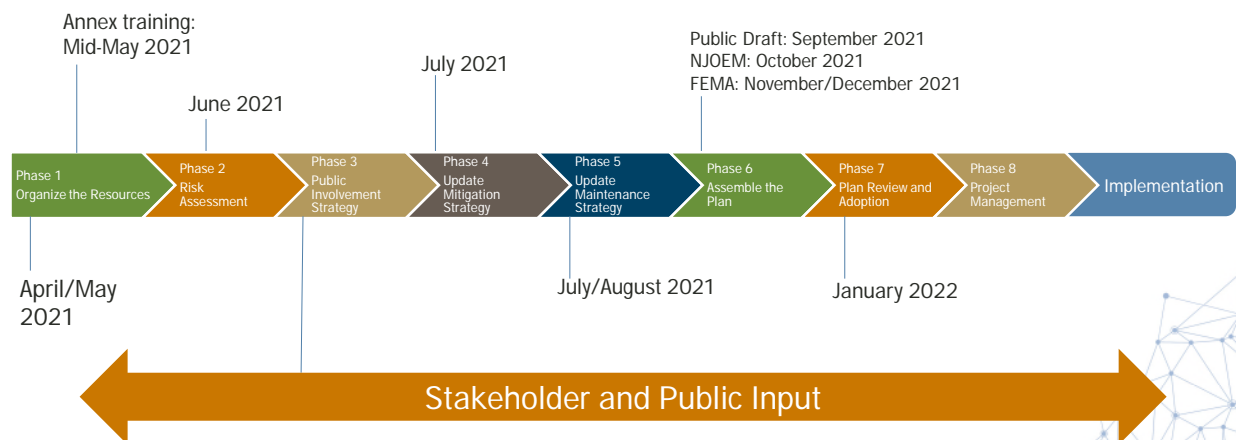 Annex training:
Mid-May 2021
June 2021
July 2021
Public Draft: September 2021
NJOEM: October 2021
FEMA: November/December 2021
Phase 1
Organize the Resources
Phase 2
Risk
Assessment
Phase 3
Public
Involvement
Strategy
Phase 4
Update
Mitigation
Strategy
Phase 5
Update
Maintenance
Strategy
Phase 6
Assemble the
Plan
Phase 7
Plan Review and
Adoption
Phase 8
Project
Management
Implementation
April/May
2021
July/August 2021
January 2022
Stakeholder and Public Input